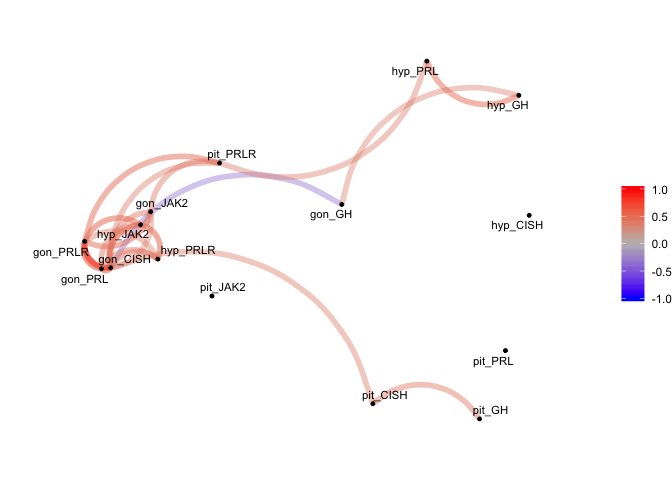 hyp_PRL
hyp_GH
pit_PRLR
gon_JAK2
gon_GH
hyp_CISH
hyp_JAK2
gon_PRLR
hyp_PRLR
gon_CISH
gon_PRL
pit_JAK2
pit_PRL
pit_CISH
pit_GH
1.0
0.5
0.0
-0.5
-1.0